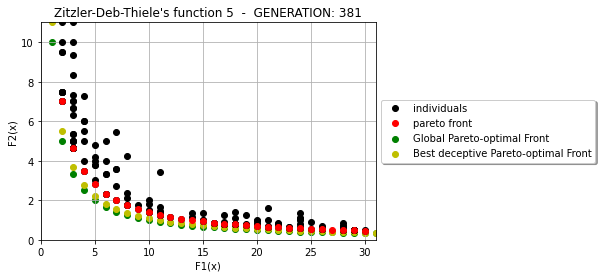 Zitzler-Deb-Thiele's function 5 - GENERATION: 381
10
8
6
4
2
0
F2(x)
0 5 10 15 20 25 30
F1(x)
individuals
pareto front
Global Pareto-optimal Front
Best deceptive Pareto-optimal Front